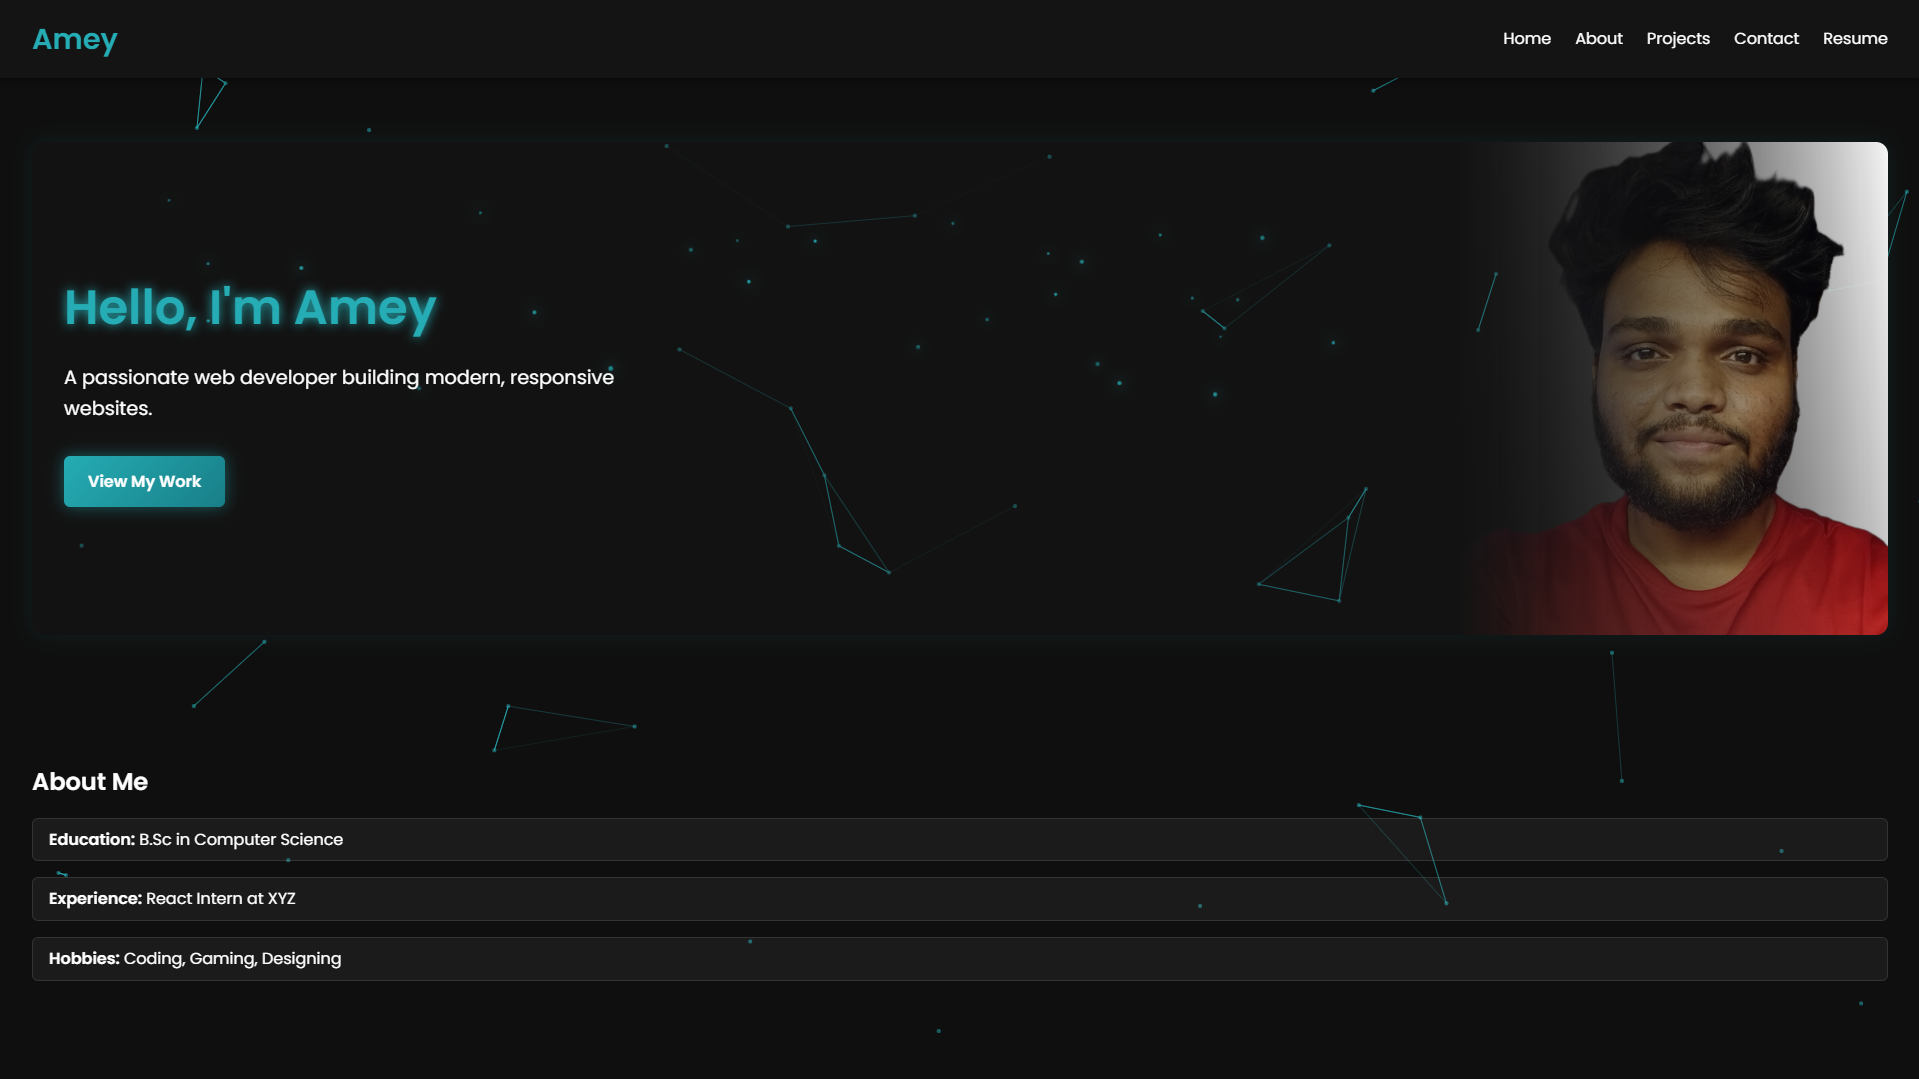 Amey
Home About Projects Contact Resume
Hello, I'm Amey
A passionate web developer building modern, responsive
websites.
View My Work
About Me
Education: B.Sc in Computer Science
Experience: React Intern at XYZ
Hobbies: Coding, Gaming, Designing